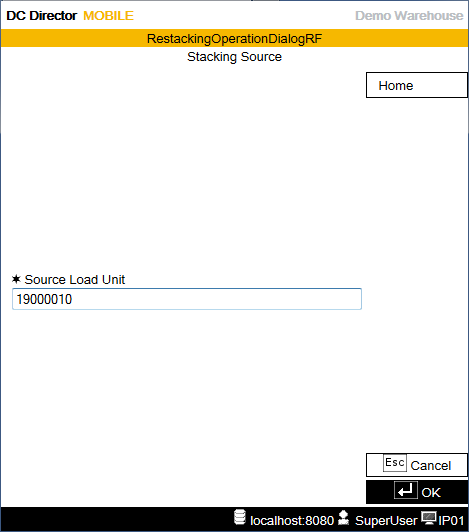 DC Director MOBILE Demo Warehouse
RestackingOperationDialogRF
Stacking Source
Home
✶ Source Load Unit
19000010
Esc Cancel
OK
localhost:8080 SuperUser IP01